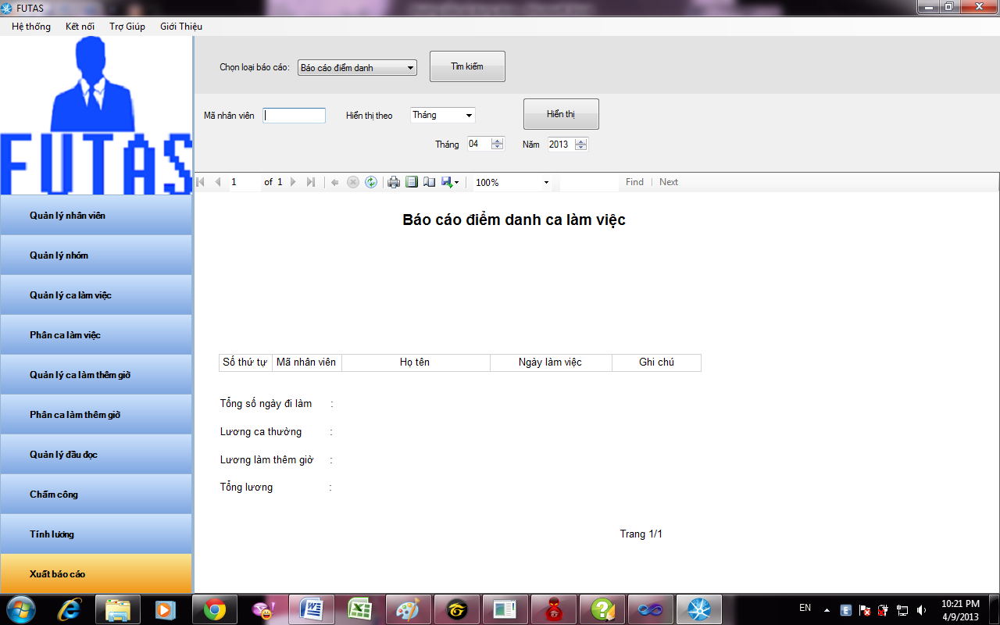 FUTAS
Hệ thống Kết nối Trợ Giúp Giới Thiệu
FUTAS
Chọn loại báo cáo: Báo cáo điểm danh Tìm kiếm
Mã nhân viên Hiển thị theo Tháng Hiển thị
Tháng 04 Năm 2013
1 of 1 100% Find Next
Quản lý nhân viên
Quản lý nhóm
Quản lý ca làm việc
Phân ca làm việc
Quản lý ca làm thêm giờ
Phân ca làm thêm giờ
Quản lý đầu đọc
Chấm công
Tính lương
Xuất báo cáo
Báo cáo điểm danh ca làm việc
Số thứ tự Mã nhân viên Họ tên Ngày làm việc Ghi chú
Tổng số ngày đi làm :
Lương ca thường :
Lương làm thêm giờ :
Tổng lương :
Trang 1/1
EN 10:21 PM
4/9/2013